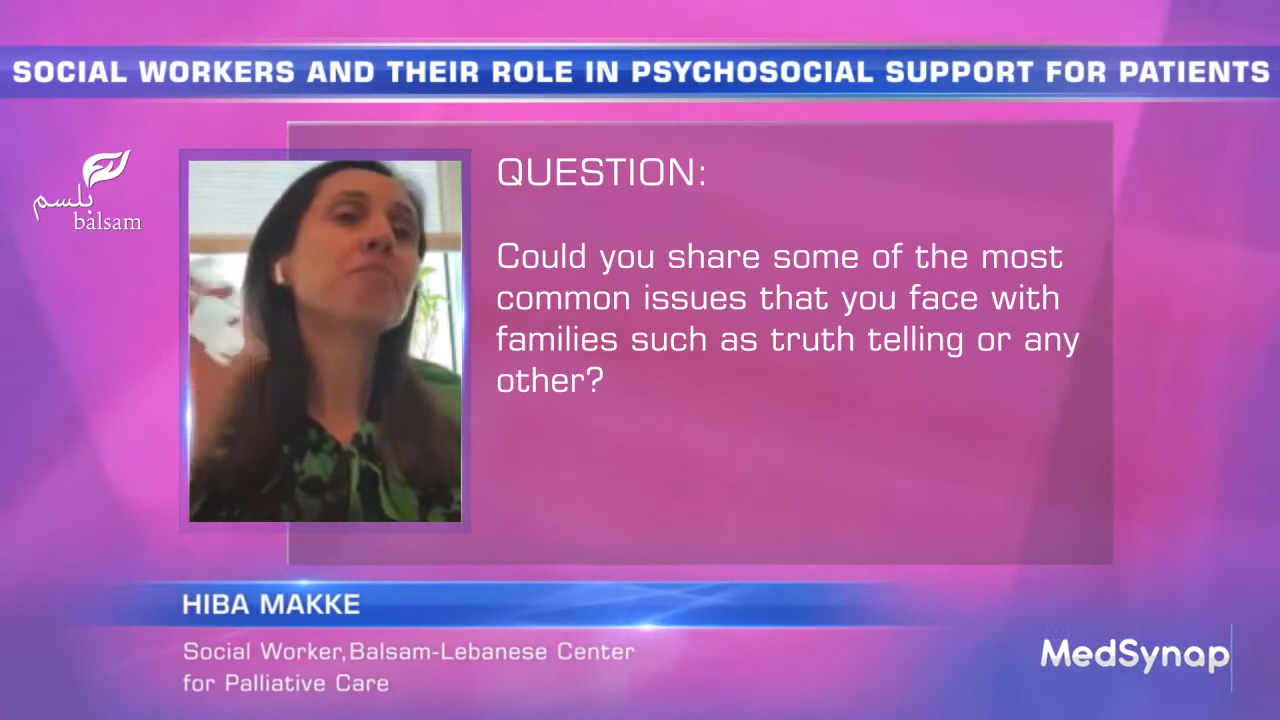 SOCIAL WORKERS AND THEIR ROLE IN PSYCHOSOCIAL SUPPORT FOR PATIENTS
بلسم
balsam
QUESTION:
Could you share some of the most
common issues that you face with
families such as truth telling or any
other?
HIBA MAKKE
Social Worker,Balsam-Lebanese Center
for Palliative Care
MedSynap